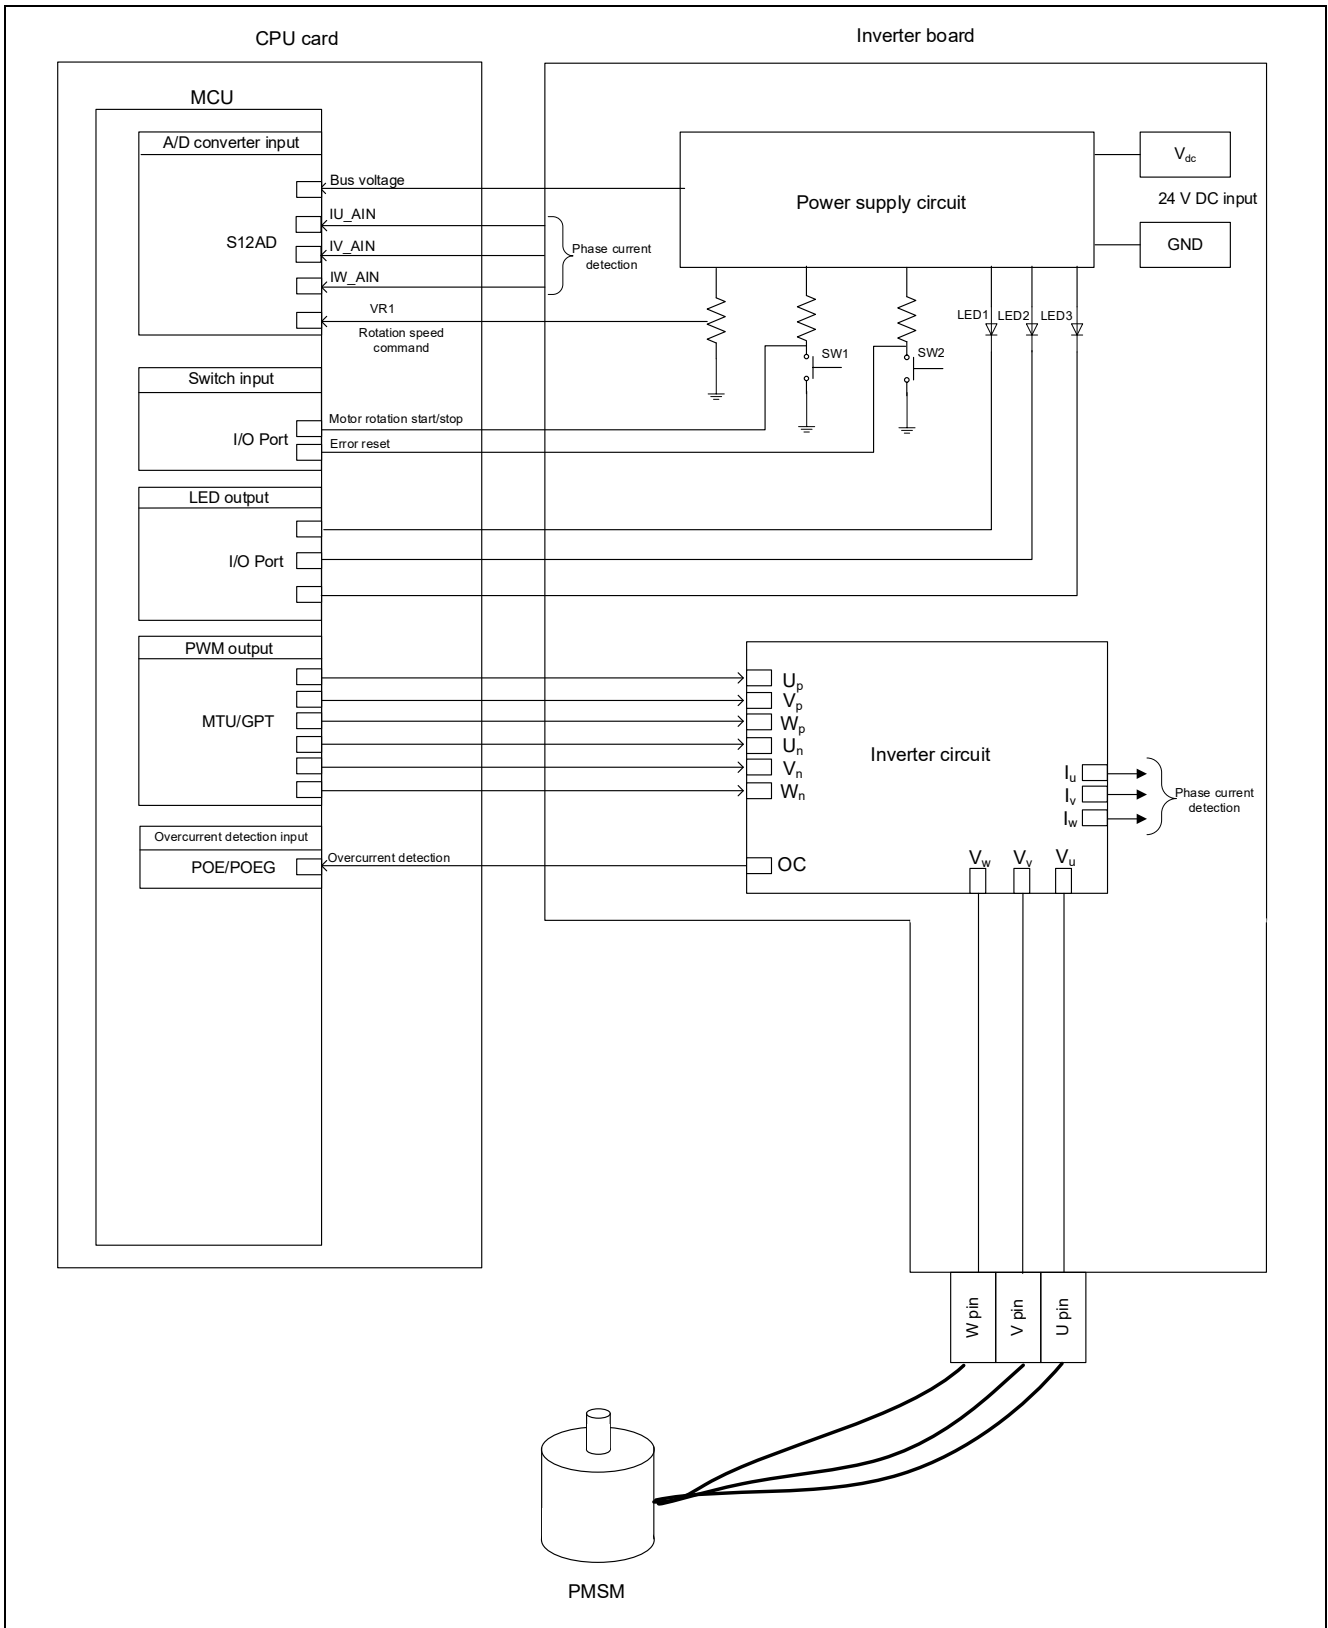 CPU card
Inverter board
MCU
A/D converter input
Bus voltage
IU_AIN
S12AD
IV_AIN
IW_AIN
Phase current
detection
VR1
Rotation speed
command
Power supply circuit
Vdc
24 V DC input
GND
LED1
LED2
LED3
SW1
SW2
Switch input
Motor rotation start/stop
I/O Port
Error reset
LED output
I/O Port
PWM output
MTU/GPT
Up
Vp
Wp
Un
Vn
Wn
Inverter circuit
Iu
Iv
Iw
Phase current
detection
Overcurrent detection input
POE/POEG
Overcurrent detection
OC
Vw
Vv
Vu
W pin
V pin
U pin
PMSM